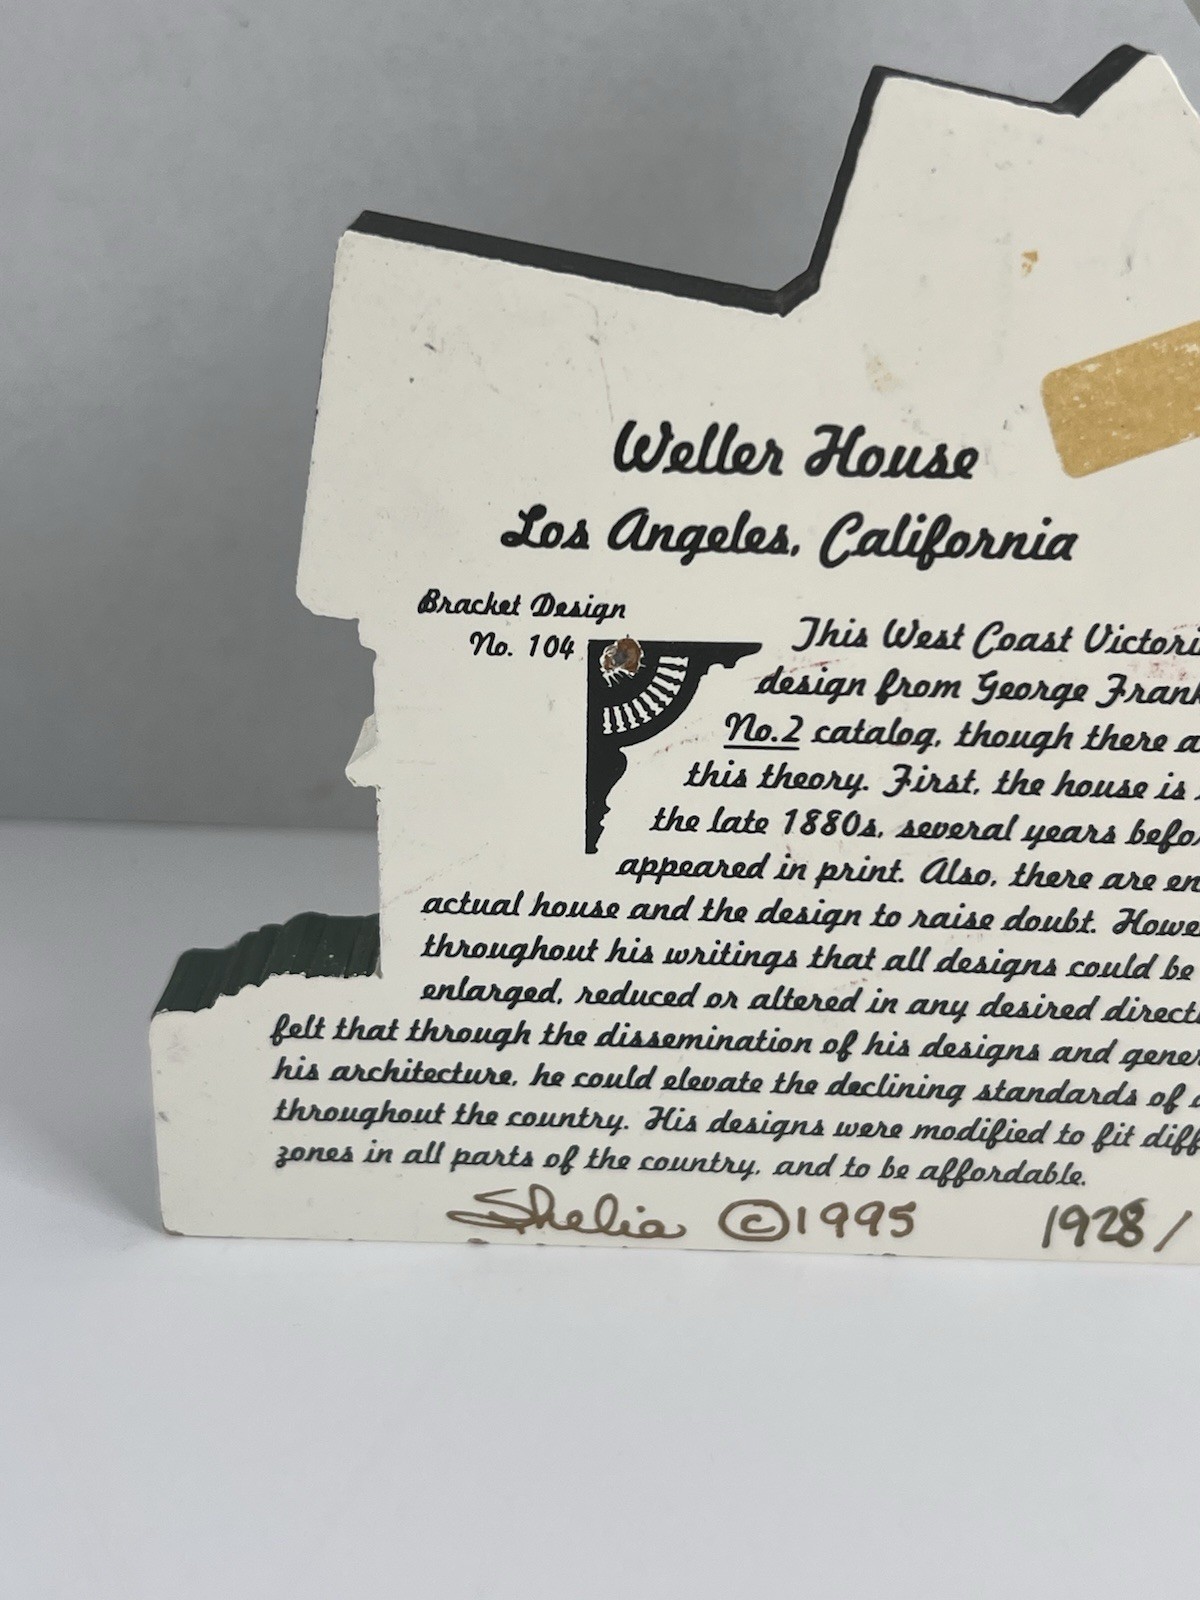 Weller House
Los Angeles, California
Bracket Design
No. 104
This West Coast Victori
design from George Frank
No.2 catalog, though there a
this theory. First, the house is
the late 1880s, several years befo
appeared in print. Also, there are en
actual house and the design to raise doubt. Howe
throughout his writings that all designs could be
enlarged, reduced or altered in any desired direct
felt that through the dissemination of his designs and gener
his architecture, he could elevate the declining standards of a
throughout the country. His designs were modified to fit diff
zones in all parts of the country, and to be affordable.
Shelia ©1995 1928/